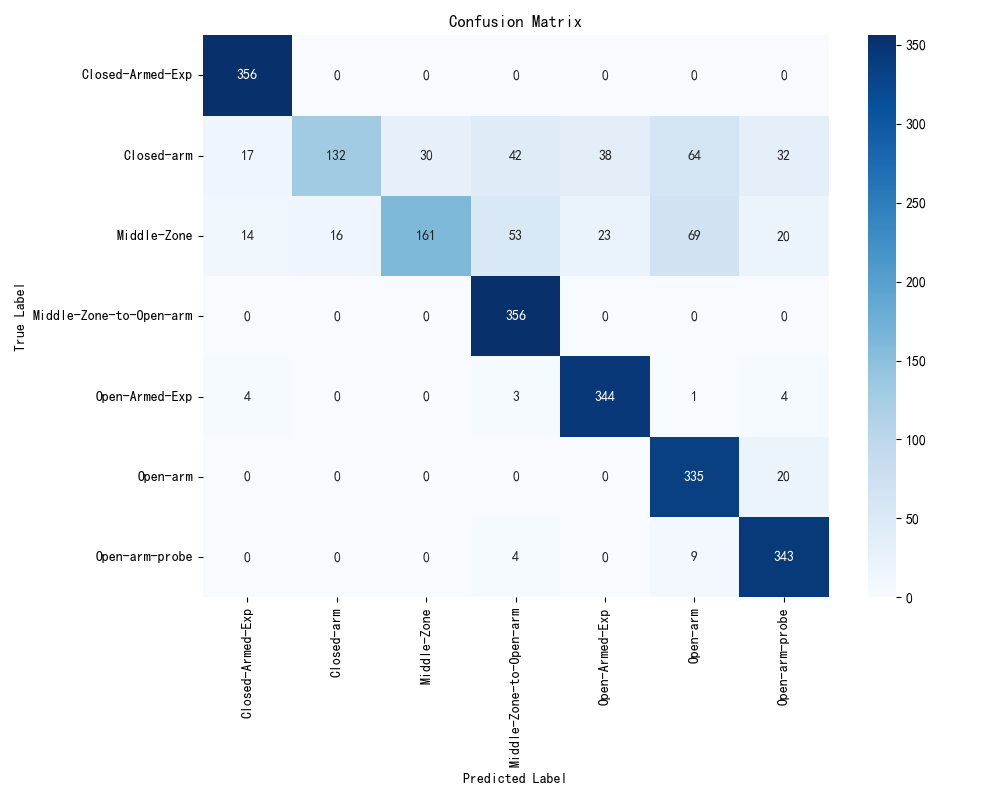 Confusion Matrix
True Label
Closed-Armed-Exp 356 0 0 0 0 0 0
Closed-arm 17 132 30 42 38 64 32
Middle-Zone 14 16 161 53 23 69 20
Middle-Zone-to-Open-arm 0 0 0 356 0 0 0
Open-Armed-Exp 4 0 0 3 344 1 4
Open-arm 0 0 0 0 0 335 20
Open-arm-probe 0 0 0 4 0 9 343
Closed-Armed-Exp
Closed-arm
Middle-Zone
Middle-Zone-to-Open-arm
Open-Armed-Exp
Open-arm
Open-arm-probe
Predicted Label
350
300
250
200
150
100
50
0